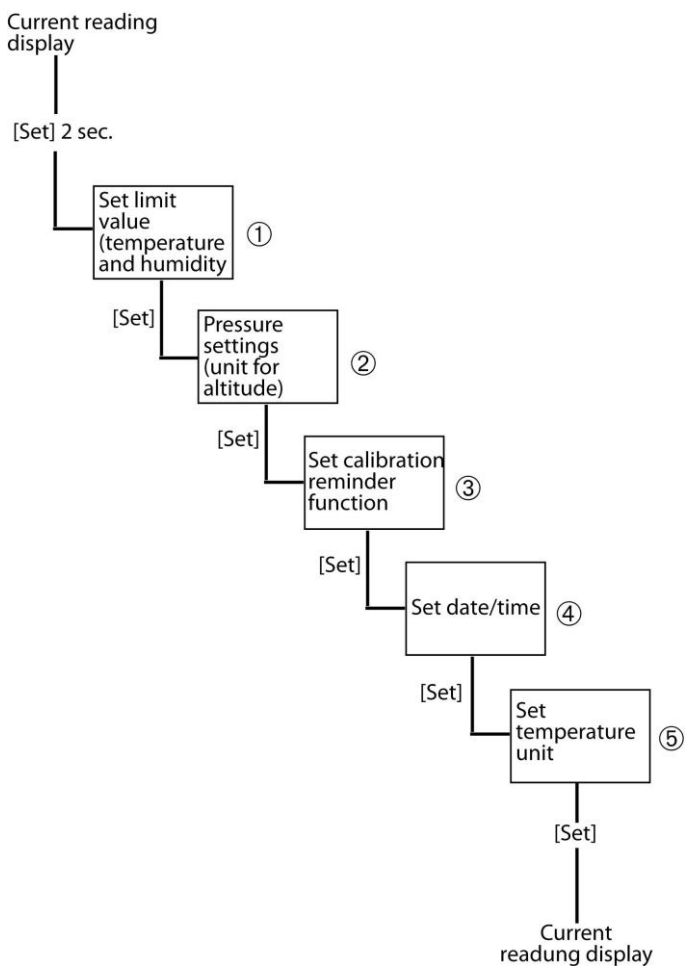 Current reading
display
[Set] 2 sec.
Set limit
value
(temperature
and humidity
①
[Set]
Pressure
settings
(unit for
altitude)
②
[Set]
Set calibration
reminder
function
③
[Set]
Set date/time
④
[Set]
Set
temperature
unit
⑤
[Set]
Current
readung display